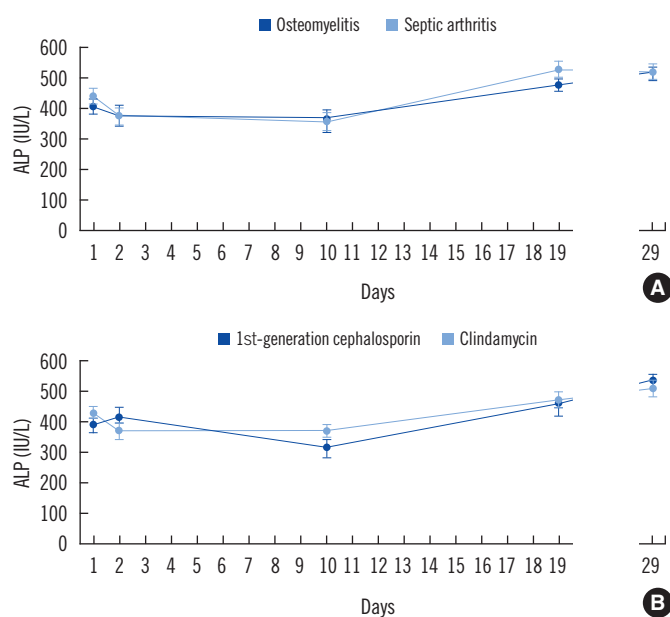 Osteomyelitis Septic arthritis
600
500
400
300
200
100
0
ALP (IU/L)
1 2 3 4 5 6 7 8 9 10 11 12 13 14 15 16 17 18 19 29
Days
A
1st-generation cephalosporin Clindamycin
600
500
400
300
200
100
0
ALP (IU/L)
1 2 3 4 5 6 7 8 9 10 11 12 13 14 15 16 17 18 19 29
Days
B